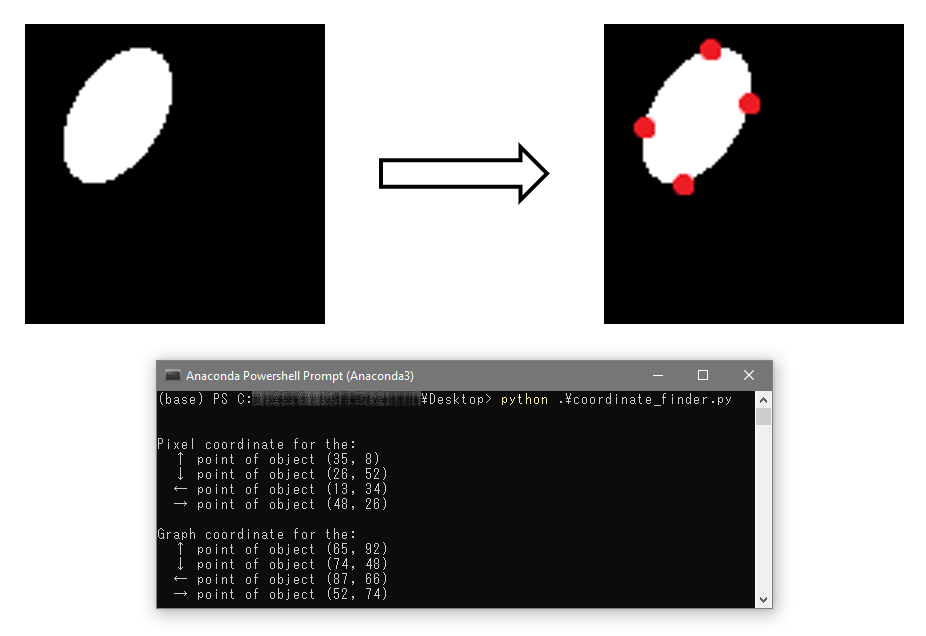 Anaconda Powershell Prompt (Anaconda3)
(base) PS C: ¥Desktop> python .¥coordinate_finder.py
Pixel coordinate for the:
↑ point of object (35, 8)
↓ point of object (26, 52)
← point of object (13, 34)
→ point of object (48, 26)
Graph coordinate for the:
↑ point of object (65, 92)
↓ point of object (74, 48)
← point of object (87, 66)
→ point of object (52, 74)